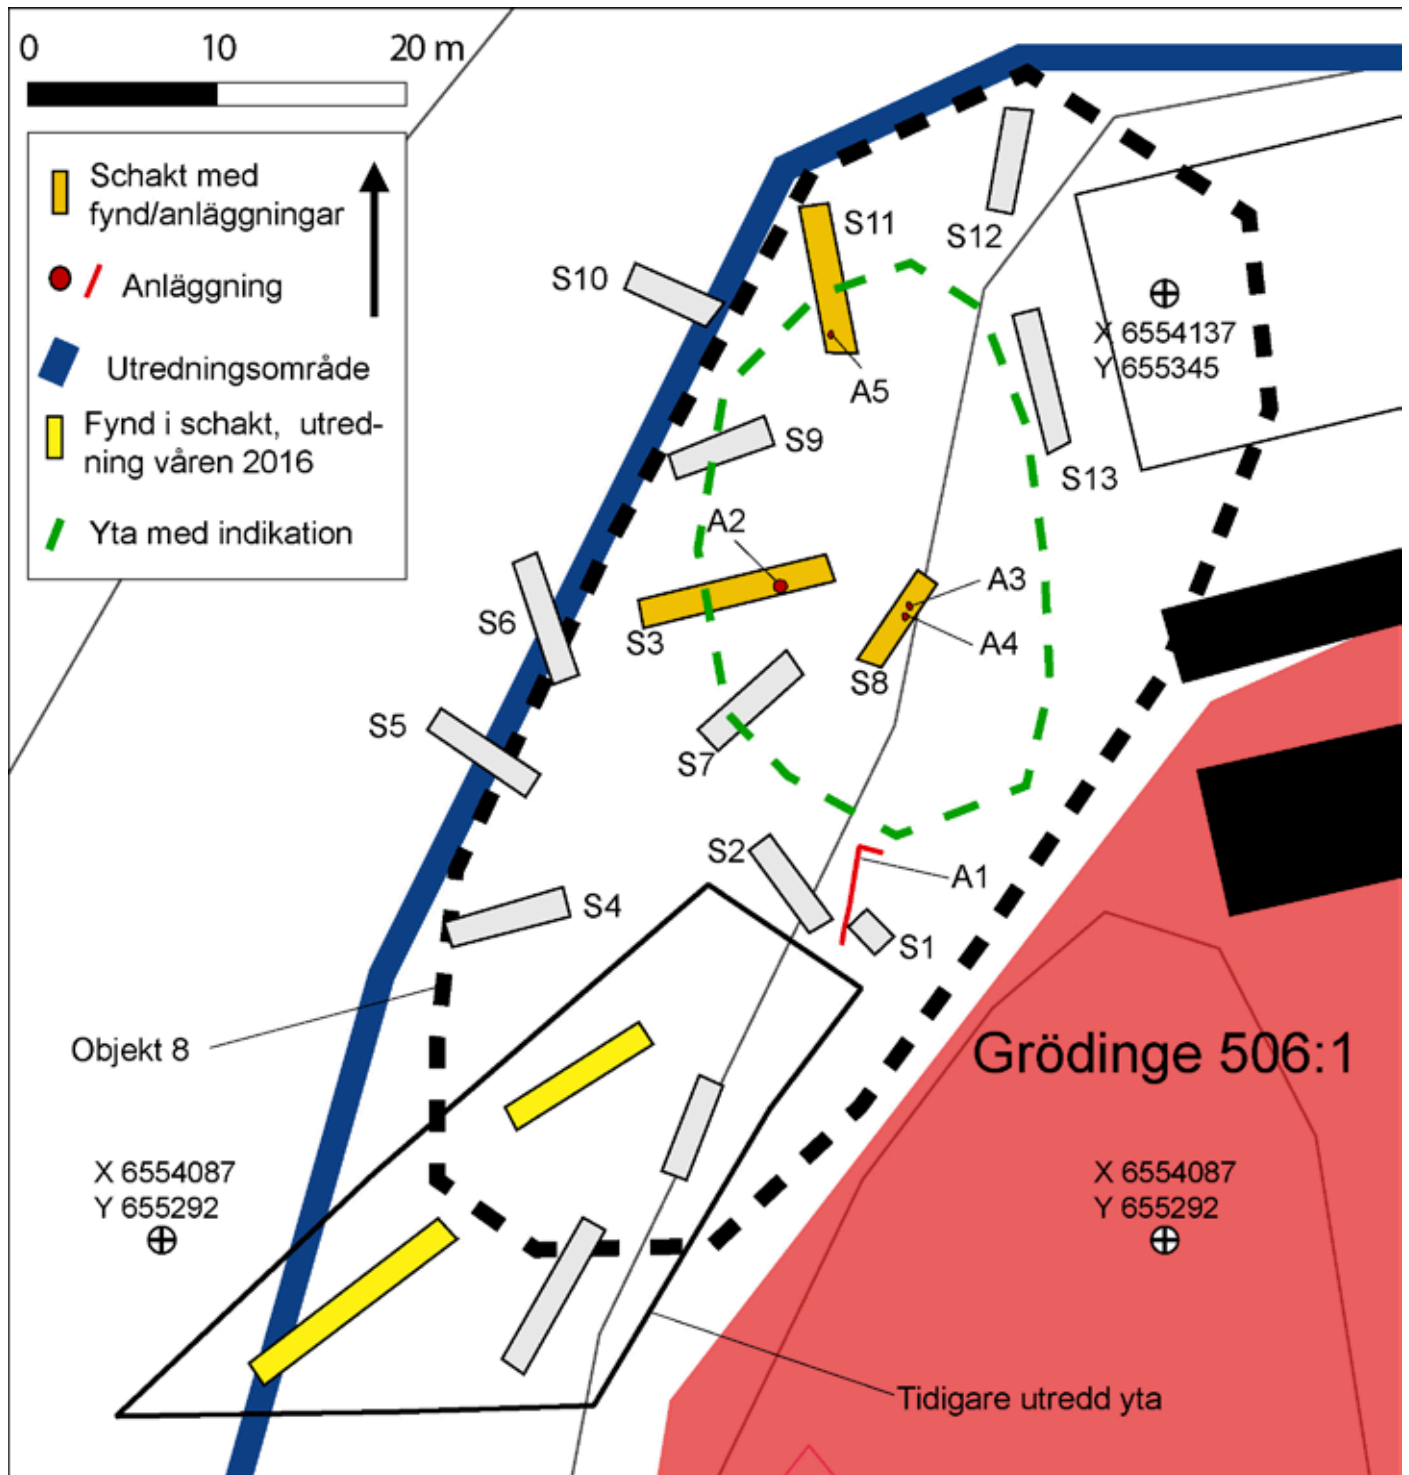 0 10 20 m
Schakt med
fynd/anläggningar
Anläggning
Utredningsområde
Fynd i schakt, utred-
ning våren 2016
Yta med indikation
S11
S12
S10
X 6554137
Y 655345
A5
S9
S13
A2
A3
S6
S3
A4
S8
S5
S7
S2
A1
S4
S1
Objekt 8
Grödinge 506:1
X 6554087
Y 655292
X 6554087
Y 655292
Tidigare utredd yta